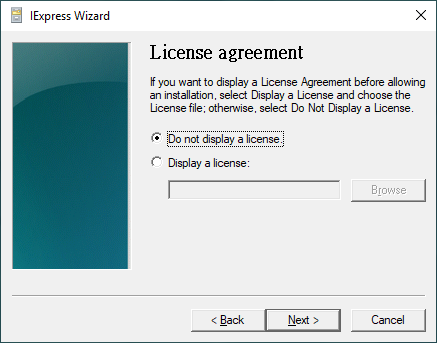 IExpress Wizard
License agreement
If you want to display a License Agreement before allowing
an installation, select Display a License and choose the
License file; otherwise, select Do Not Display a License.
Do not display a license.
Display a license:
Browse
< Back
Next >
Cancel